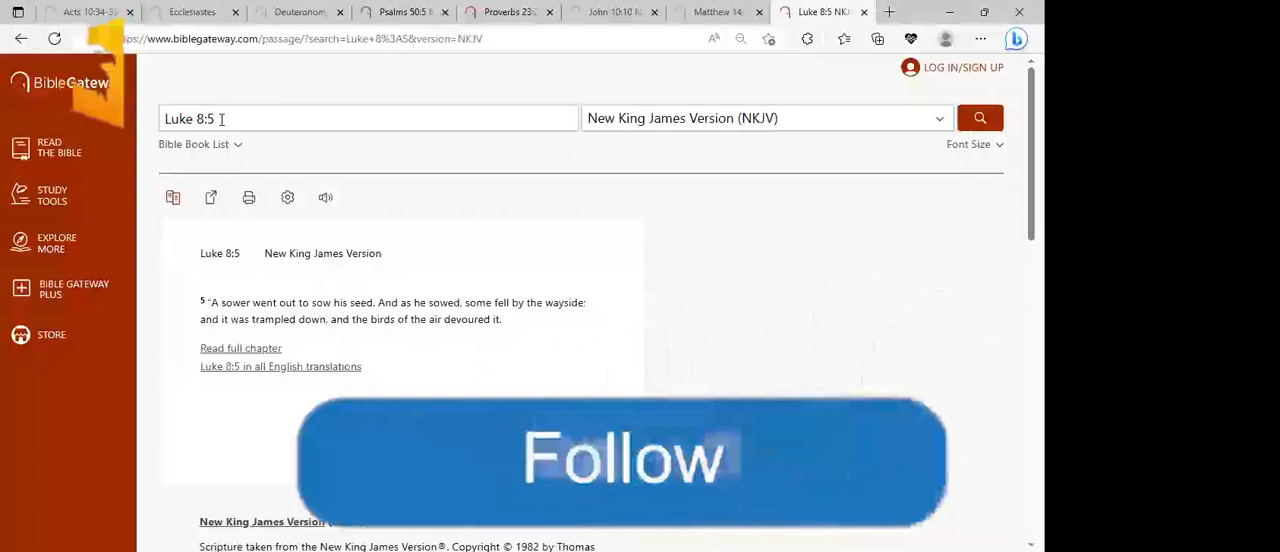 Acts 10:34-35
Ecclesiastes
Deuteronom
Psalms 50:5 N
Proverbs 23:
John 10:10 N
Matthew 14:
Luke 8:5 NKJ
https://www.biblegateway.com/passage/?search=Luke+8%3A5&version=NKJV
BibleGatew
LOG IN/SIGN UP
Luke 8:5
New King James Version (NKJV)
READ
THE BIBLE
Bible Book List
Font Size
STUDY
TOOLS
EXPLORE
MORE
Luke 8:5 New King James Version
BIBLE GATEWAY
PLUS
5 "A sower went out to sow his seed. And as he sowed, some fell by the wayside;
and it was trampled down, and the birds of the air devoured it.
STORE
Read full chapter
Luke 8:5 in all English translations
Follow
New King James Version
Scripture taken from the New King James Version®. Copyright © 1982 by Thomas